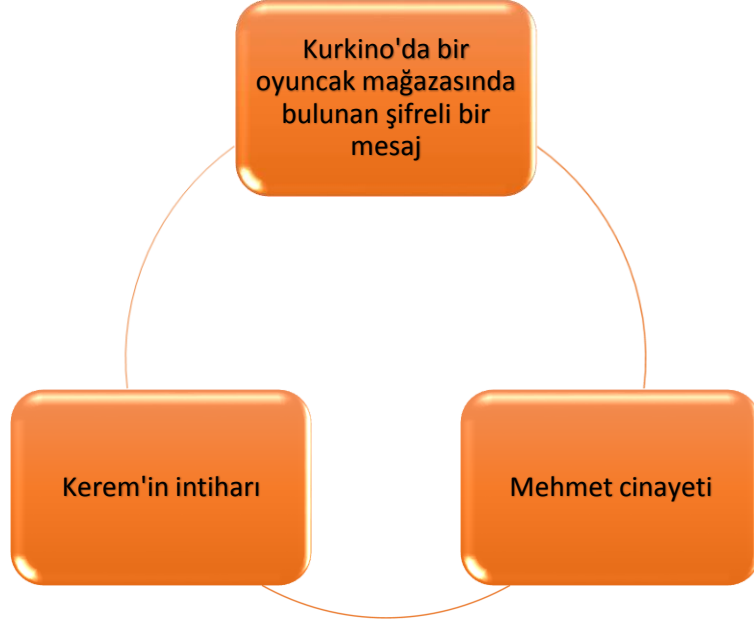 Kurkino'da bir
oyuncak mağazasında
bulunan şifreli bir
mesaj
Kerem'in intiharı
Mehmet cinayeti